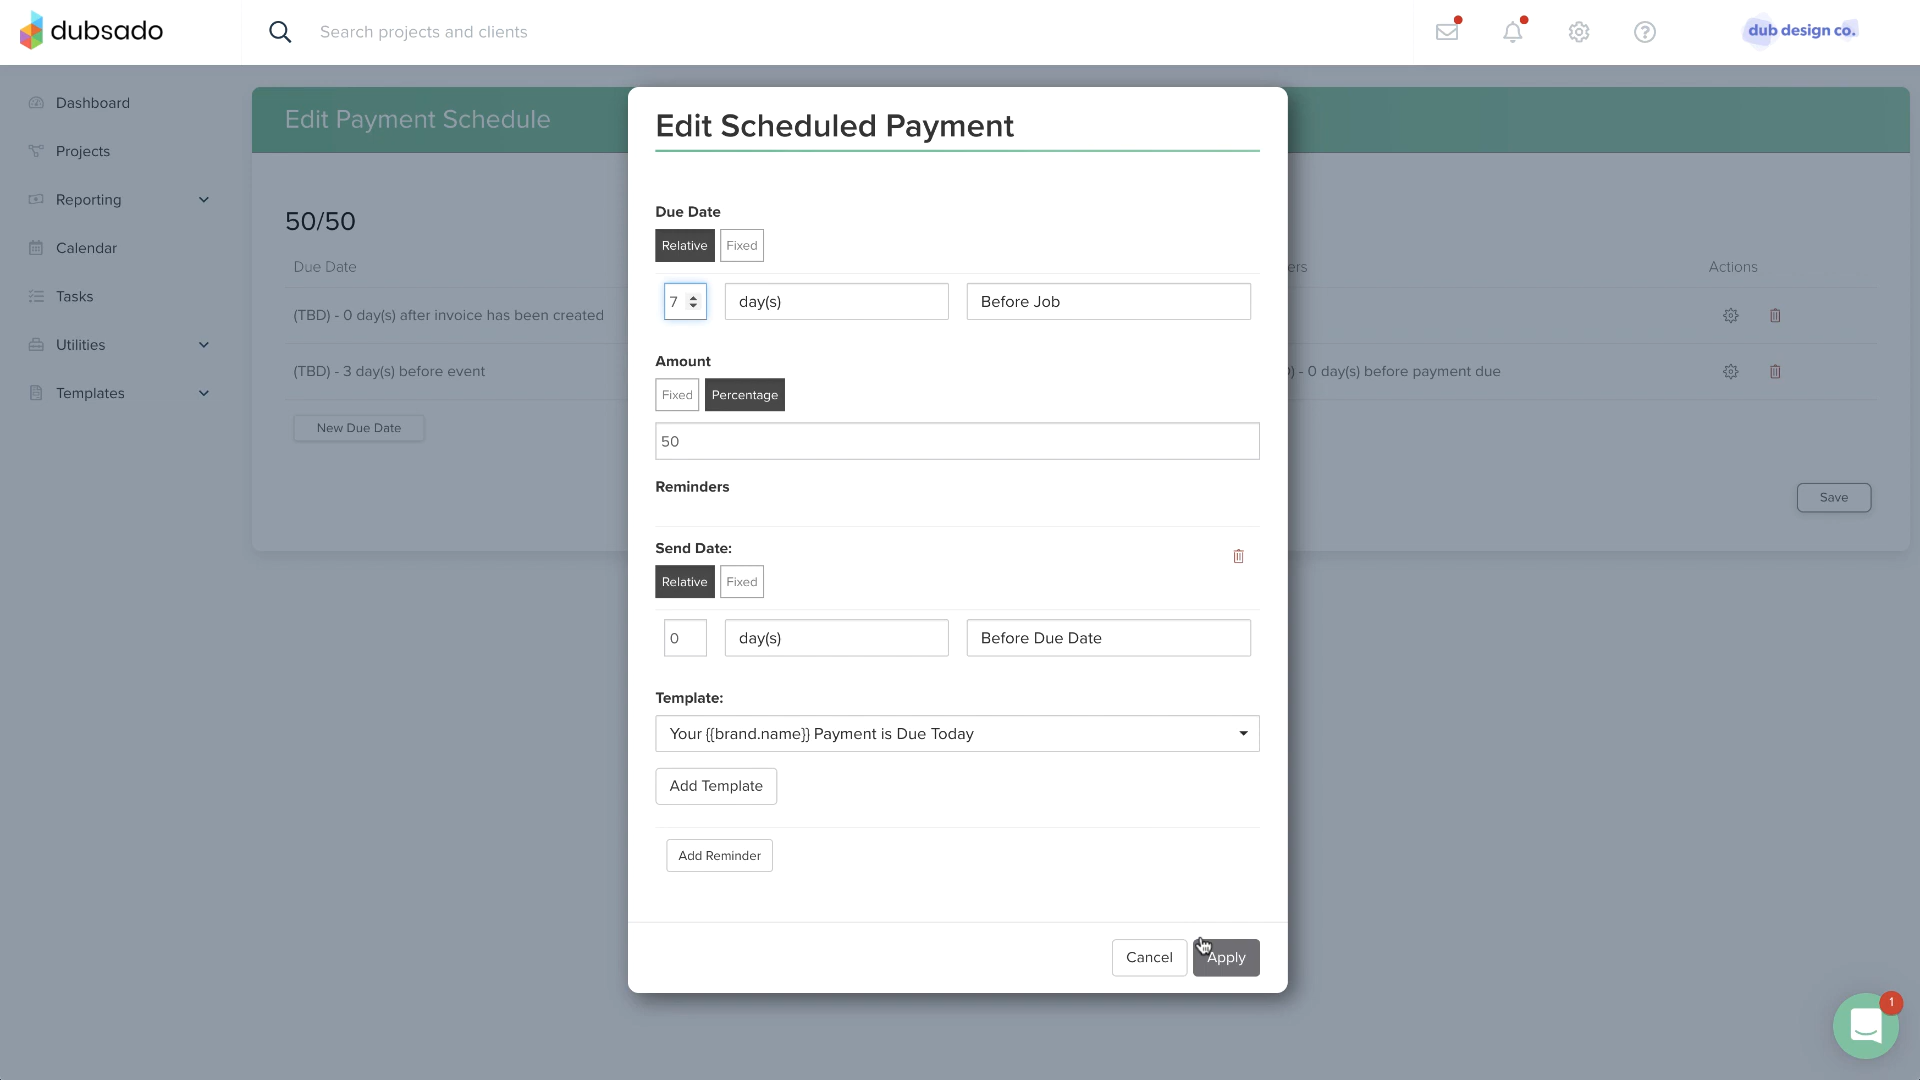 dubsado
Search projects and clients
dub design co.
Dashboard
Projects
Reporting
Calendar
Tasks
Utilities
Templates
Edit Payment Schedule
50/50
Due Date
ers
Actions
(TBD) - 0 day(s) after invoice has been created
(TBD) - 3 day(s) before event
) - 0 day(s) before payment due
New Due Date
Save
Edit Scheduled Payment
Due Date
Relative Fixed
7 day(s) Before Job
Amount
Fixed Percentage
50
Reminders
Send Date:
Relative Fixed
0 day(s) Before Due Date
Template:
Your {{brand.name}} Payment is Due Today
Add Template
Add Reminder
Cancel Apply
1